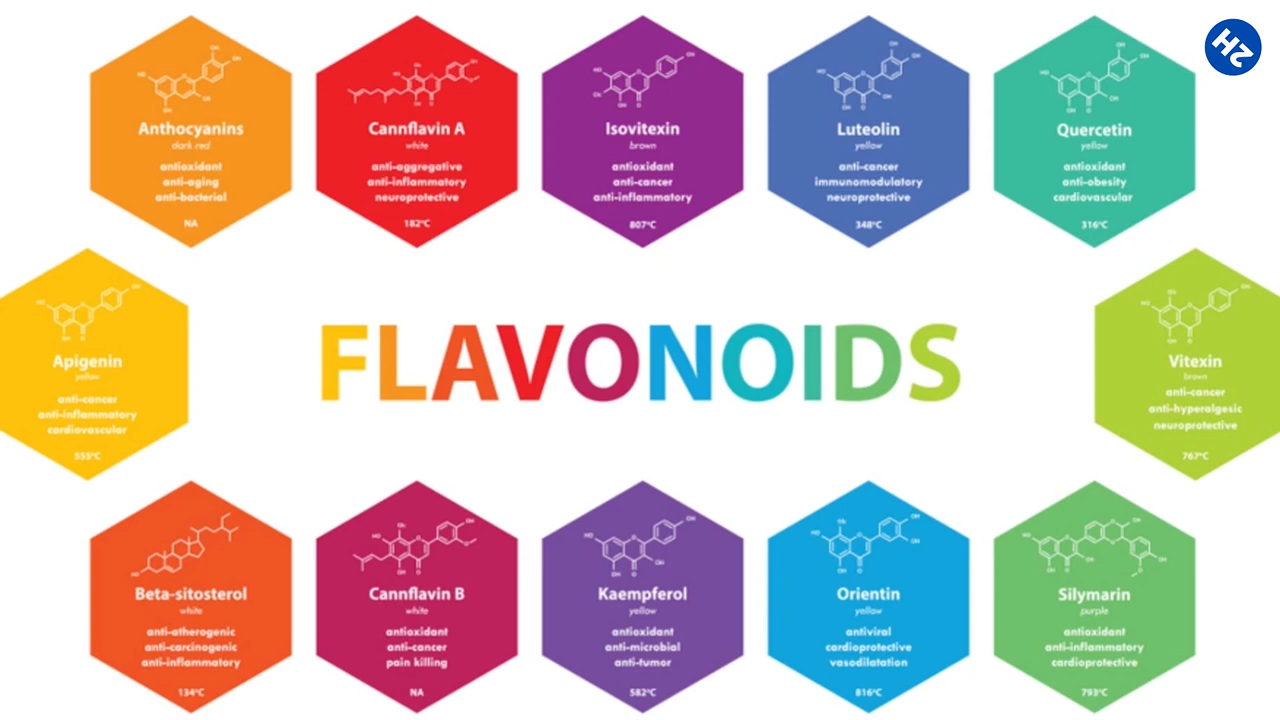 HZ
Anthocyanins
dark red
antioxidant
anti-aging
anti-bacterial
NA
Cannflavin A
white
anti-aggregative
anti-inflammatory
neuroprotective
182°C
Isovitexin
brown
antioxidant
anti-cancer
anti-inflammatory
807°C
Luteolin
yellow
anti-cancer
immunomodulatory
neuroprotective
348°C
Quercetin
yellow
antioxidant
anti-obesity
cardiovascular
316°C
Apigenin
yellow
anti-cancer
anti-inflammatory
cardiovascular
555°C
FLAVONOIDS
Vitexin
brown
anti-cancer
anti-hyperalgesic
neuroprotective
767°C
Beta-sitosterol
white
anti-atherogenic
anti-carcinogenic
anti-inflammatory
134°C
Cannflavin B
white
antioxidant
anti-cancer
pain killing
NA
Kaempferol
yellow
antioxidant
anti-microbial
anti-tumor
582°C
Orientin
yellow
antiviral
cardioprotective
vasodilatation
816°C
Silymarin
purple
antioxidant
anti-inflammatory
cardioprotective
793°C